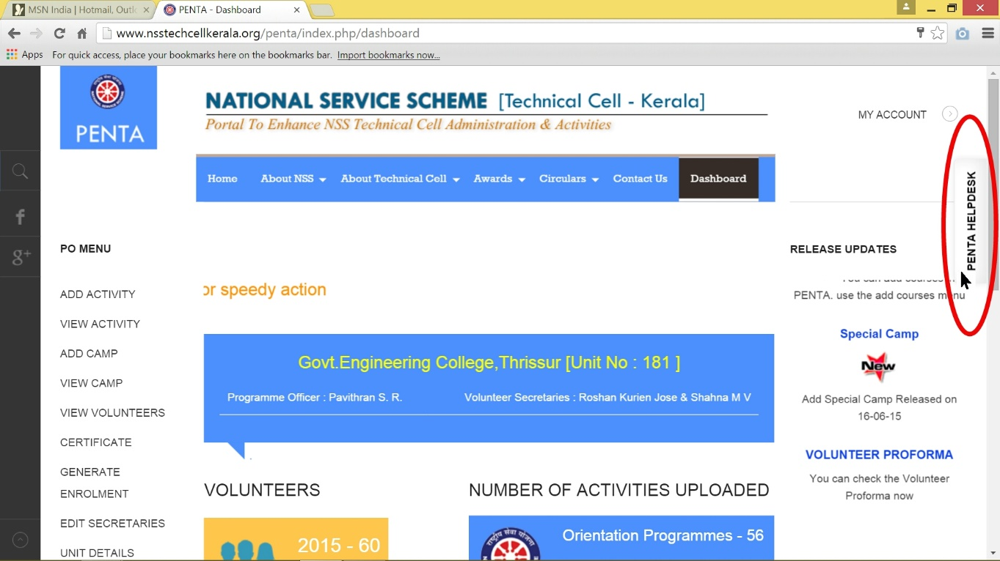 MSN India | Hotmail, Outl
PENTA - Dashboard
www.nsstechcellkerala.org/penta/index.php/dashboard
Apps For quick access, place your bookmarks here on the bookmarks bar. Import bookmarks now...
PENTA
NATIONAL SERVICE SCHEME [Technical Cell - Kerala]
Portal To Enhance NSS Technical Cell Administration & Activities
MY ACCOUNT
Home About NSS About Technical Cell Awards Circulars Contact Us Dashboard
PENTA HELPDESK
PO MENU
ADD ACTIVITY
VIEW ACTIVITY
ADD CAMP
VIEW CAMP
VIEW VOLUNTEERS
CERTIFICATE
GENERATE
ENROLMENT
EDIT SECRETARIES
UNIT DETAILS
or speedy action
Govt.Engineering College,Thrissur [Unit No : 181 ]
Programme Officer : Pavithran S. R. Volunteer Secretaries : Roshan Kurien Jose & Shahna M V
VOLUNTEERS
2015 - 60
NUMBER OF ACTIVITIES UPLOADED
Orientation Programmes - 56
RELEASE UPDATES
You can add courses in
PENTA. use the add courses menu
Special Camp
New
Add Special Camp Released on
16-06-15
VOLUNTEER PROFORMA
You can check the Volunteer
Proforma now